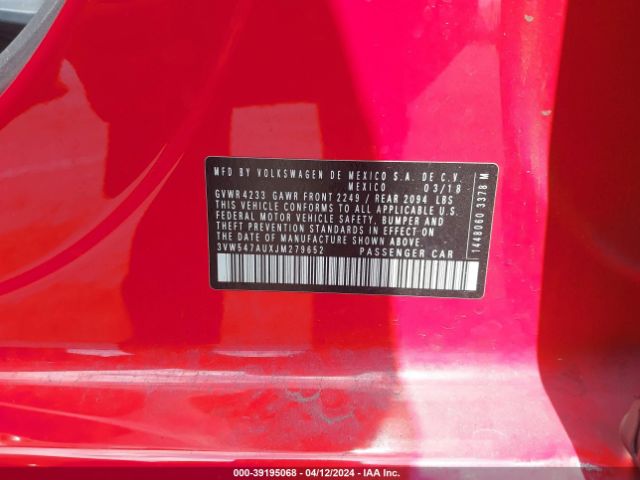 MFD BY VOLKSWAGEN DE MEXICO S.A. DE C.V.
MEXICO 03/18
GVWR 4233 GAWR FRONT 2249 / REAR 2094 LBS
THIS VEHICLE CONFORMS TO ALL APPLICABLE U.S.
FEDERAL MOTOR VEHICLE SAFETY, BUMPER AND
THEFT PREVENTION STANDARDS IN EFFECT ON
THE DATE OF MANUFACTURE SHOWN ABOVE.
3VW547AUXJM279652 PASSENGER CAR
1448060 3378 M
000-39195068 - 04/12/2024 - IAA Inc.